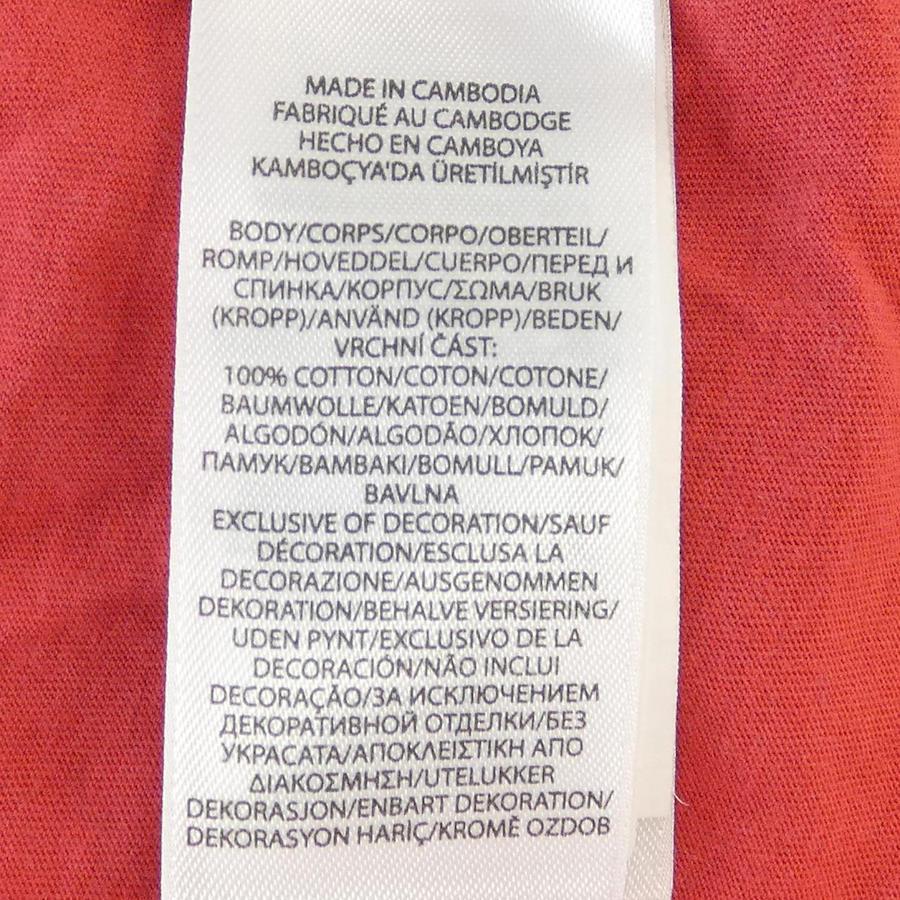 MADE IN CAMBODIA
FABRIQUÉ AU CAMBODGE
HECHO EN CAMBOYA
KAMBOÇYA'DA ÜRETİLMİŞTİR
BODY/CORPS/CORPO/OBERTEIL/
ROMP/HOVEDDEL/CUERPO/ПЕРЕД И
СПИНКА/КОРПУС/ΣΩΜΑ/BRUK
(KROPP)/ANVÄND (KROPP)/BEDEN/
VRCHNÍ ČÁST:
100% COTTON/COTON/COTONE/
BAUMWOLLE/KATOEN/BOMULD/
ALGODÓN/ALGODÃO/ХЛОПОК/
ПАМУК/BAMBAKI/BOMULL/PAMUK/
BAVLNA
EXCLUSIVE OF DECORATION/SAUF
DÉCORATION/ESCLUSA LA
DECORAZIONE/AUSGENOMMEN
DEKORATION/BEHALVE VERSIERING/
UDEN PYNT/EXCLUSIVO DE LA
DECORACIÓN/NÃO INCLUI
DECORAÇÃO/ЗА ИСКЛЮЧЕНИЕМ
ДЕКОРАТИВНОЙ ОТДЕЛКИ/БЕЗ
УКРАСАТА/ΑΠΟΚΛΕΙΣΤΙΚΗ ΑΠΟ
ΔΙΑΚΟΣΜΗΣΗ/UTELUKKER
DEKORASJON/ENBART DEKORATION/
DEKORASYON HARİÇ/KROMĚ OZDOB